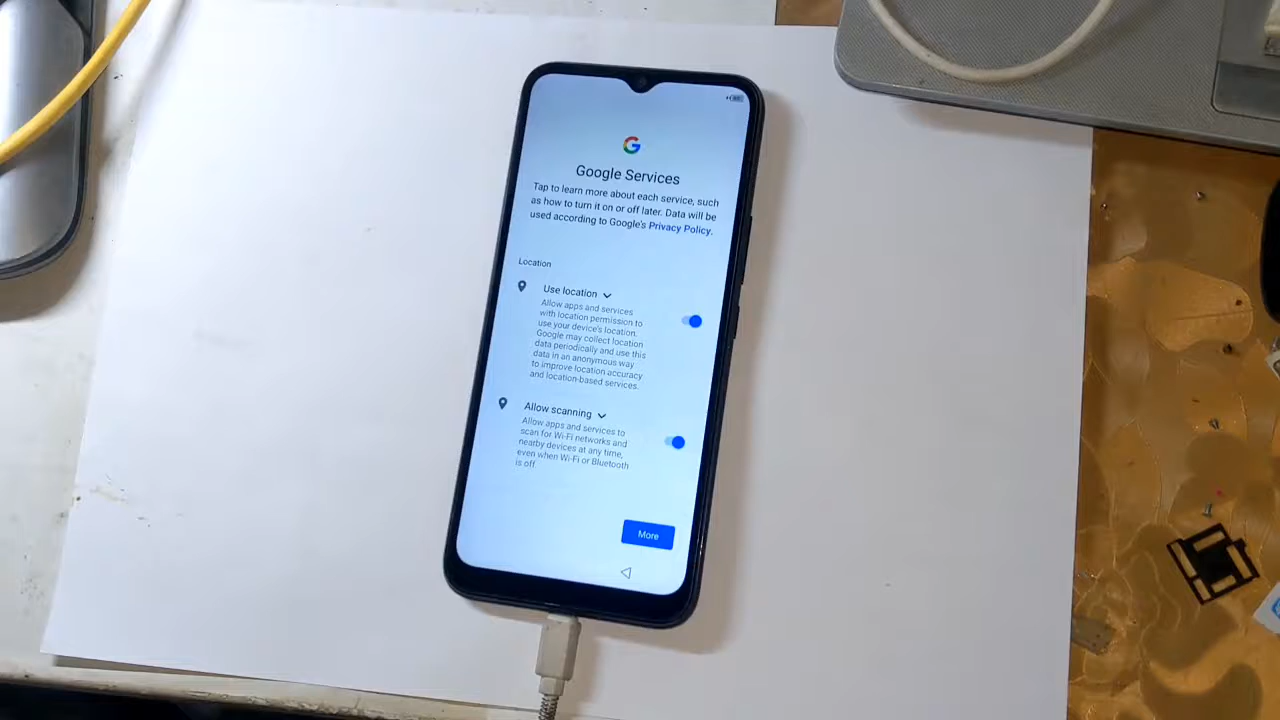 Google Services
Tap to learn more about each service, such
as how to turn it on or off later. Data will be
used according to Google's Privacy Policy.
Location
Use location
Allow apps and services
with location permission to
use your device's location.
Google may collect location
data periodically and use this
data in an anonymous way
to improve location accuracy
and location-based services.
Allow scanning
Allow apps and services to
scan for Wi-Fi networks and
nearby devices at any time,
even when Wi-Fi or Bluetooth
is off.
More